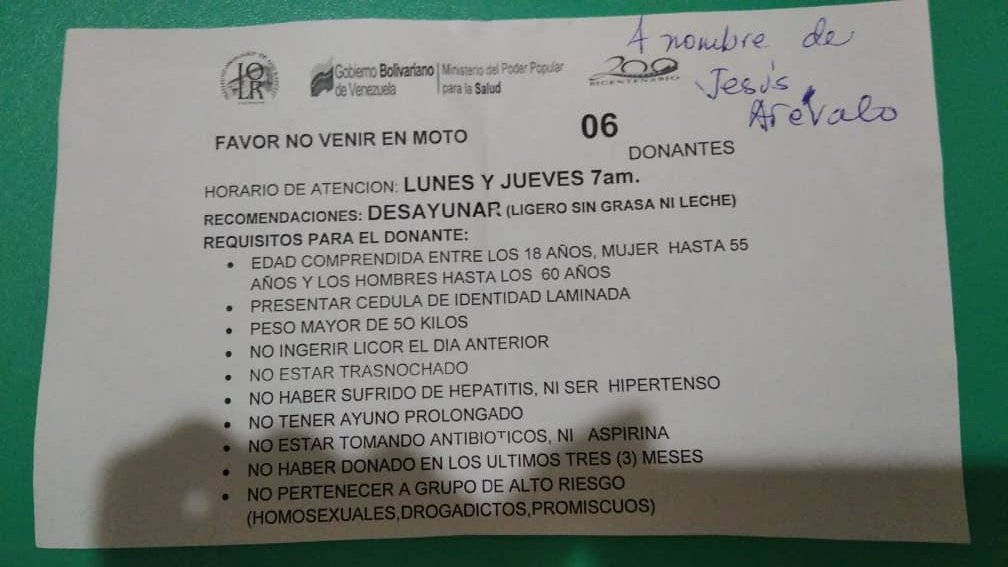 A nombre de
Jesús
Arévalo
IOLR
Gobierno Bolivariano de Venezuela
Ministerio del Poder Popular para la Salud
200
BICENTENARIO
FAVOR NO VENIR EN MOTO
06
DONANTES
HORARIO DE ATENCION: LUNES Y JUEVES 7am.
RECOMENDACIONES: DESAYUNAR (LIGERO SIN GRASA NI LECHE)
REQUISITOS PARA EL DONANTE:
• EDAD COMPRENDIDA ENTRE LOS 18 AÑOS, MUJER HASTA 55
AÑOS Y LOS HOMBRES HASTA LOS 60 AÑOS
• PRESENTAR CEDULA DE IDENTIDAD LAMINADA
• PESO MAYOR DE 5O KILOS
• NO INGERIR LICOR EL DIA ANTERIOR
• NO ESTAR TRASNOCHADO
• NO HABER SUFRIDO DE HEPATITIS, NI SER HIPERTENSO
• NO TENER AYUNO PROLONGADO
• NO ESTAR TOMANDO ANTIBIOTICOS, NI ASPIRINA
• NO HABER DONADO EN LOS ULTIMOS TRES (3) MESES
• NO PERTENECER A GRUPO DE ALTO RIESGO
(HOMOSEXUALES,DROGADICTOS,PROMISCUOS)